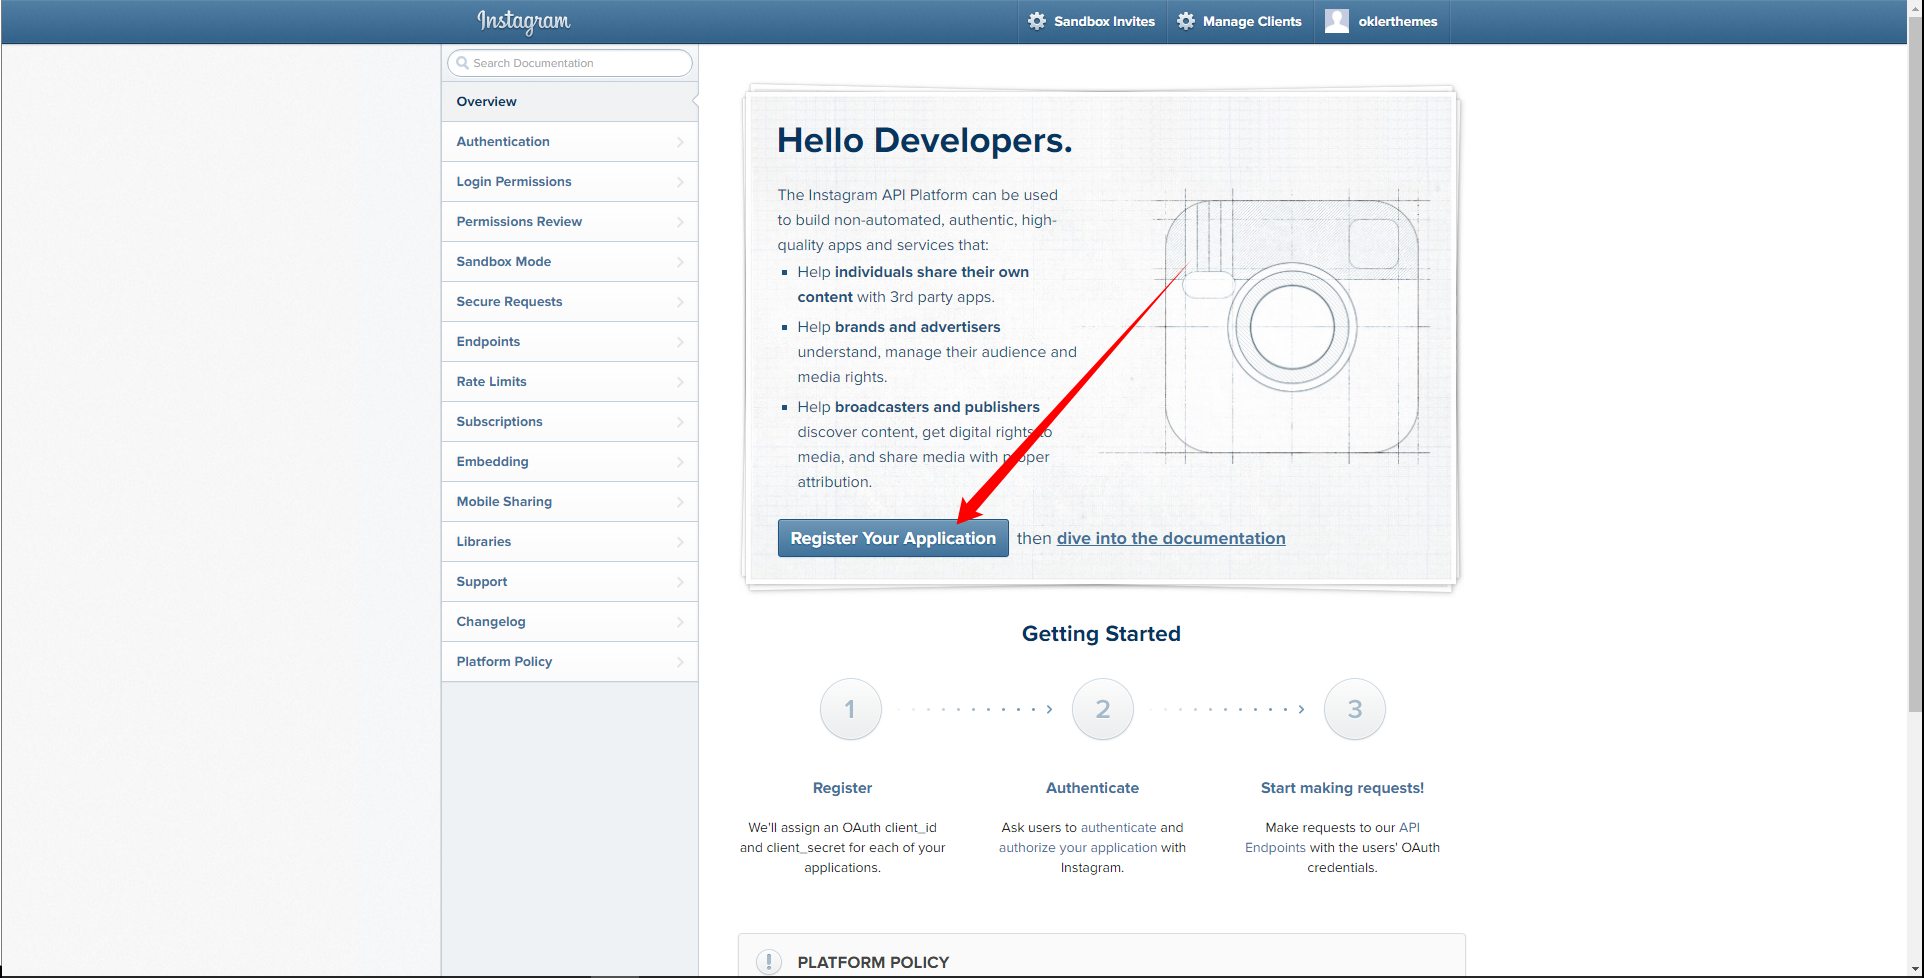 Instagram
Sandbox Invites
Manage Clients
oklerthemes
Search Documentation
Overview
Authentication
Login Permissions
Permissions Review
Sandbox Mode
Secure Requests
Endpoints
Rate Limits
Subscriptions
Embedding
Mobile Sharing
Libraries
Support
Changelog
Platform Policy
Hello Developers.
The Instagram API Platform can be used
to build non-automated, authentic, high-
quality apps and services that:
Help individuals share their own
content with 3rd party apps.
Help brands and advertisers
understand, manage their audience and
media rights.
Help broadcasters and publishers
discover content, get digital rights to
media, and share media with proper
attribution.
Register Your Application then dive into the documentation
Getting Started
1
2
3
Register
We'll assign an OAuth client_id
and client_secret for each of your
applications.
Authenticate
Ask users to authenticate and
authorize your application with
Instagram.
Start making requests!
Make requests to our API
Endpoints with the users' OAuth
credentials.
! PLATFORM POLICY